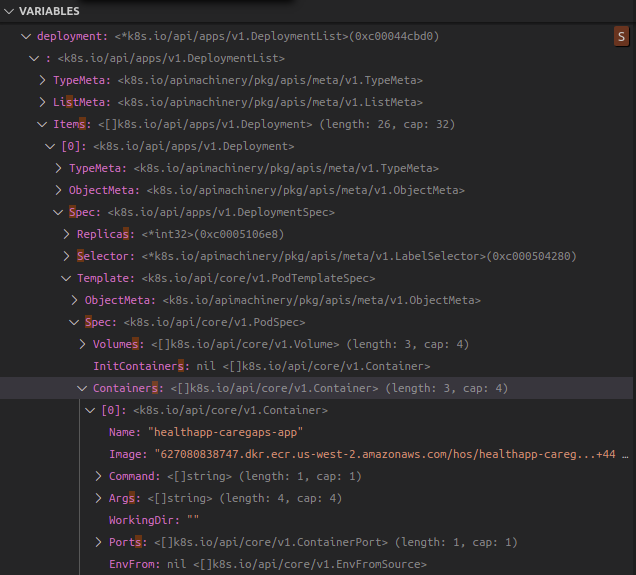 VARIABLES
deployment: <*k8s.io/api/apps/v1.DeploymentList>(0xc00044cbd0)
S
: <k8s.io/api/apps/v1.DeploymentList>
TypeMeta: <k8s.io/apimachinery/pkg/apis/meta/v1.TypeMeta>
ListMeta: <k8s.io/apimachinery/pkg/apis/meta/v1.ListMeta>
Items: <[]k8s.io/api/apps/v1.Deployment> (length: 26, cap: 32)
[0]: <k8s.io/api/apps/v1.Deployment>
TypeMeta: <k8s.io/apimachinery/pkg/apis/meta/v1.TypeMeta>
ObjectMeta: <k8s.io/apimachinery/pkg/apis/meta/v1.ObjectMeta>
Spec: <k8s.io/api/apps/v1.DeploymentSpec>
Replicas: <*int32>(0xc0005106e8)
Selector: <*k8s.io/apimachinery/pkg/apis/meta/v1.LabelSelector>(0xc000504280)
Template: <k8s.io/api/core/v1.PodTemplateSpec>
ObjectMeta: <k8s.io/apimachinery/pkg/apis/meta/v1.ObjectMeta>
Spec: <k8s.io/api/core/v1.PodSpec>
Volumes: <[]k8s.io/api/core/v1.Volume> (length: 3, cap: 4)
InitContainers: nil <[]k8s.io/api/core/v1.Container>
Containers: <[]k8s.io/api/core/v1.Container> (length: 3, cap: 4)
[0]: <k8s.io/api/core/v1.Container>
Name: "healthapp-caregaps-app"
Image: "627080838747.dkr.ecr.us-west-2.amazonaws.com/hos/healthapp-careg...+44 …
Command: <[]string> (length: 1, cap: 1)
Args: <[]string> (length: 4, cap: 4)
WorkingDir: ""
Ports: <[]k8s.io/api/core/v1.ContainerPort> (length: 1, cap: 1)
EnvFrom: nil <[]k8s.io/api/core/v1.EnvFromSource>